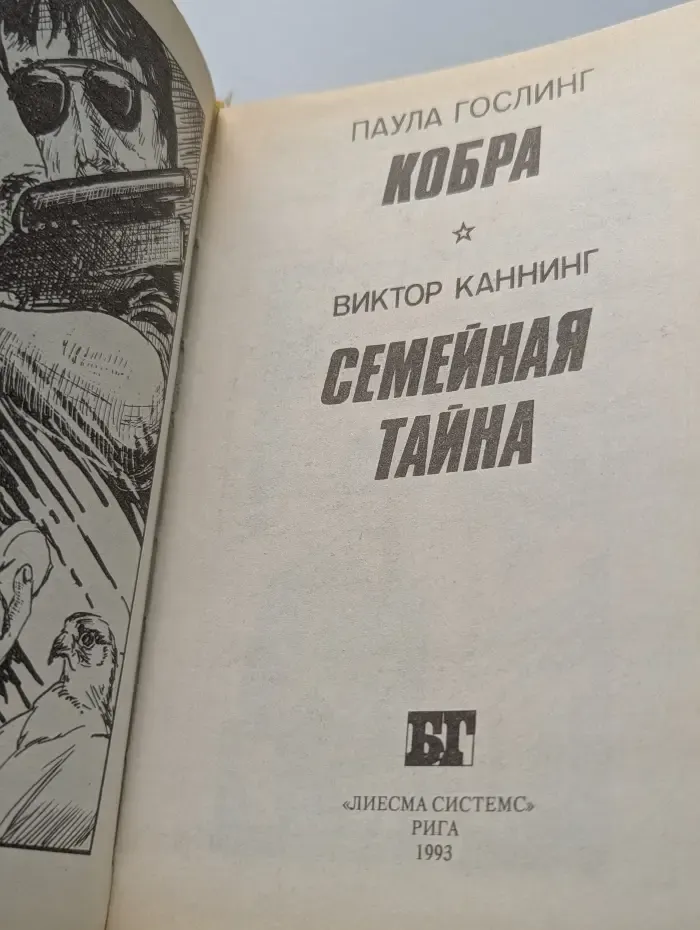 ПАУЛА ГОСЛИНГ
КОБРА
ВИКТОР КАННИНГ
СЕМЕЙНАЯ
ТАЙНА
БГ
«ЛИЕСМА СИСТЕМС»
РИГА
1993